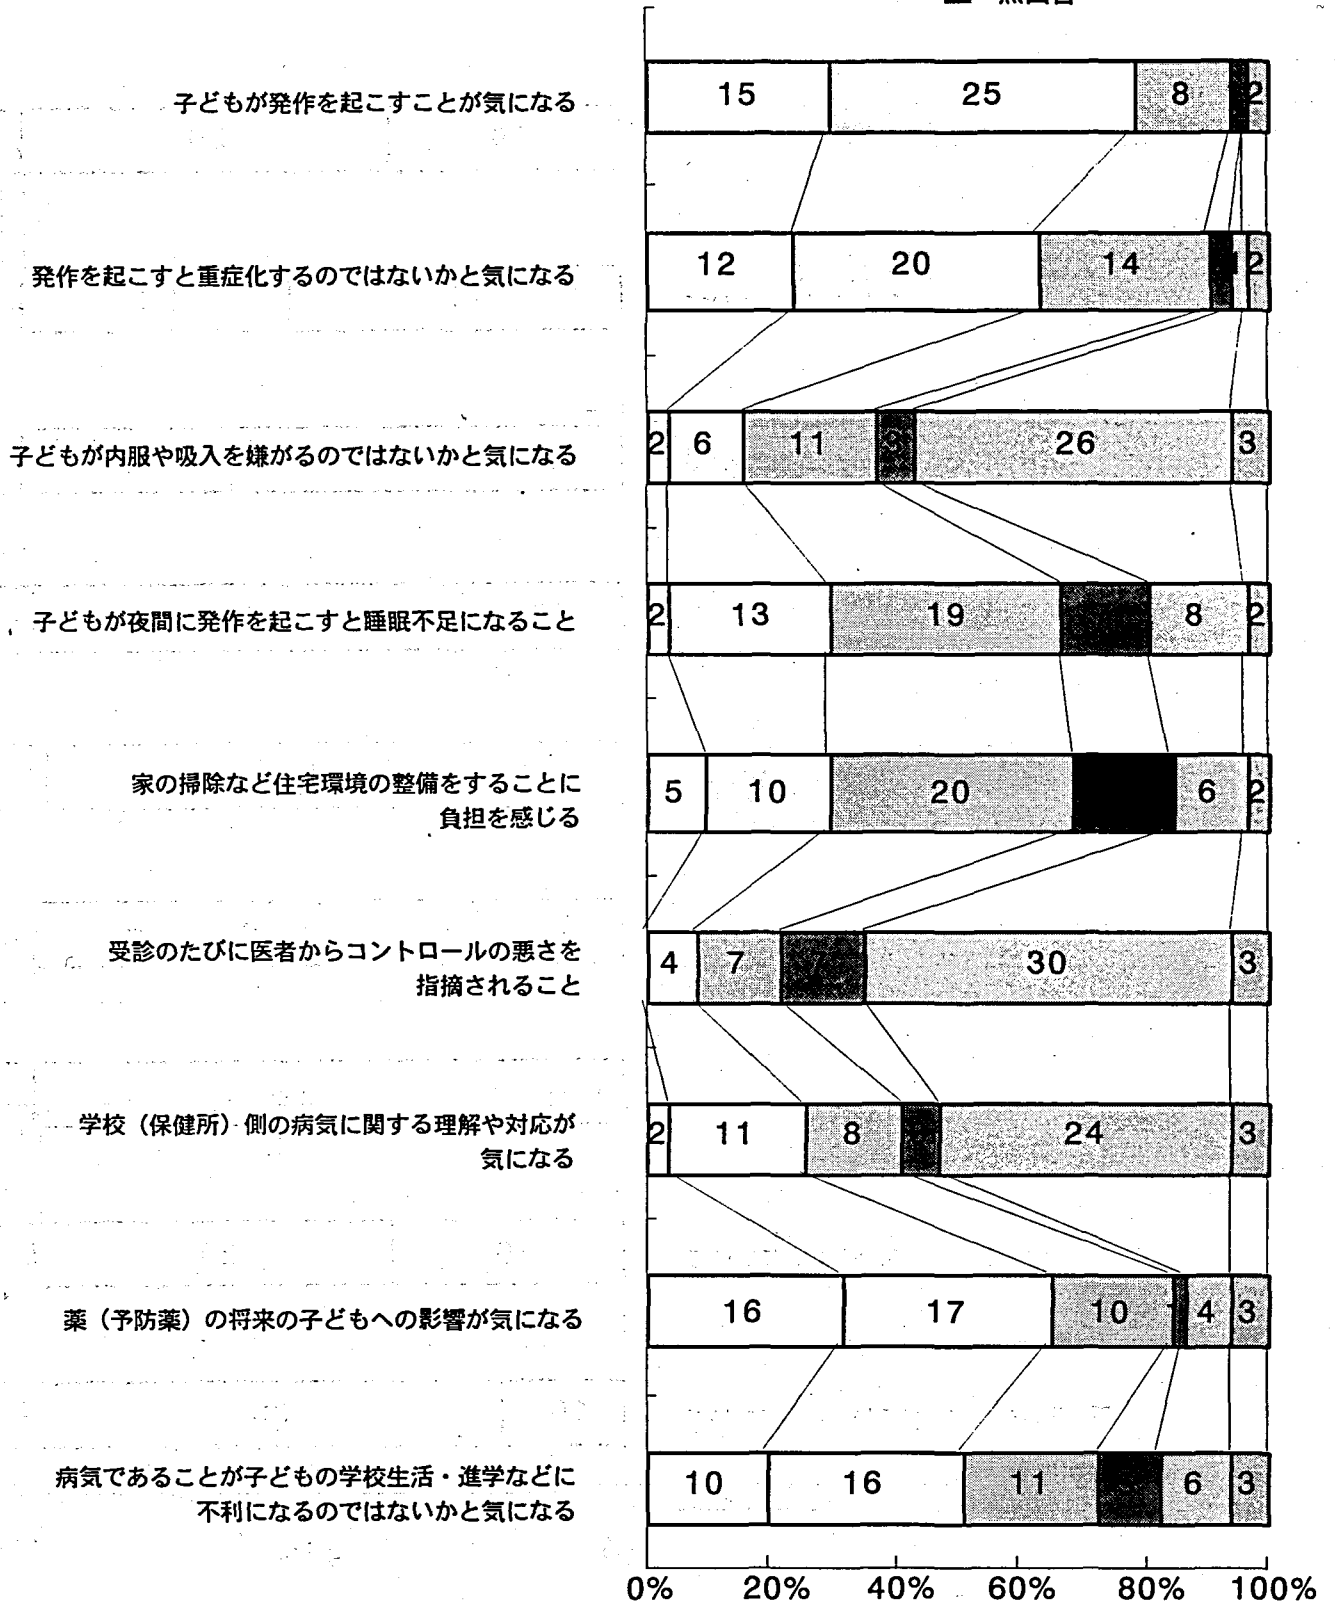 子どもが発作を起こすことが気になる
15 25 8 2
発作を起こすと重症化するのではないかと気になる
12 20 14 2
子どもが内服や吸入を嫌がるのではないかと気になる
2 6 11 3 26 3
子どもが夜間に発作を起こすと睡眠不足になること
2 13 19 8 2
家の掃除など住宅環境の整備をすることに
負担を感じる
5 10 20 6 2
受診のたびに医者からコントロールの悪さを
指摘されること
4 7 7 30 3
学校（保健所）側の病気に関する理解や対応が
気になる
2 11 8 24 3
薬（予防薬）の将来の子どもへの影響が気になる
16 17 10 1 4 3
病気であることが子どもの学校生活・進学などに
不利になるのではないかと気になる
10 16 11 6 3
0% 20% 40% 60% 80% 100%